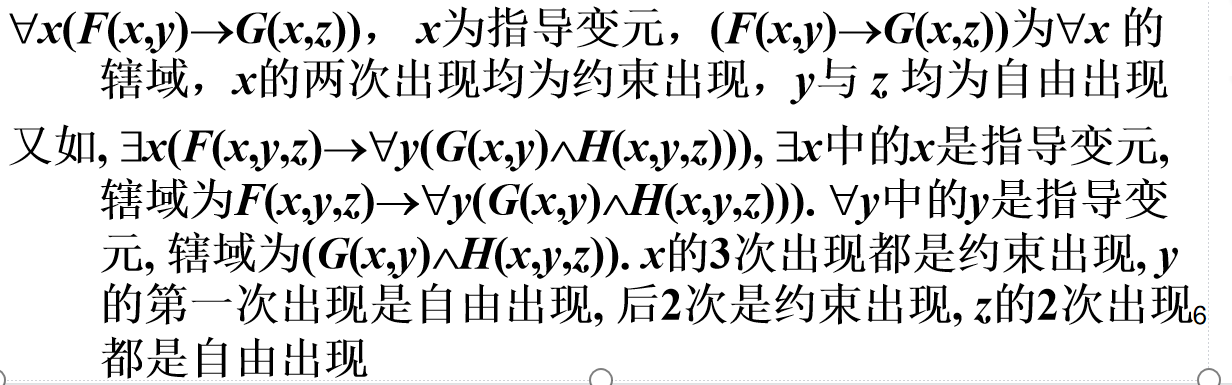 ∀x(F(x,y)→G(x,z)), x为指导变元，(F(x,y)→G(x,z))为∀x 的
辖域，x的两次出现均为约束出现，y与 z 均为自由出现
又如, ∃x(F(x,y,z)→∀y(G(x,y)∧H(x,y,z))), ∃x中的x是指导变元,
辖域为F(x,y,z)→∀y(G(x,y)∧H(x,y,z))). ∀y中的y是指导变
元, 辖域为(G(x,y)∧H(x,y,z)). x的3次出现都是约束出现, y
的第一次出现是自由出现, 后2次是约束出现, z的2次出现
都是自由出现
6